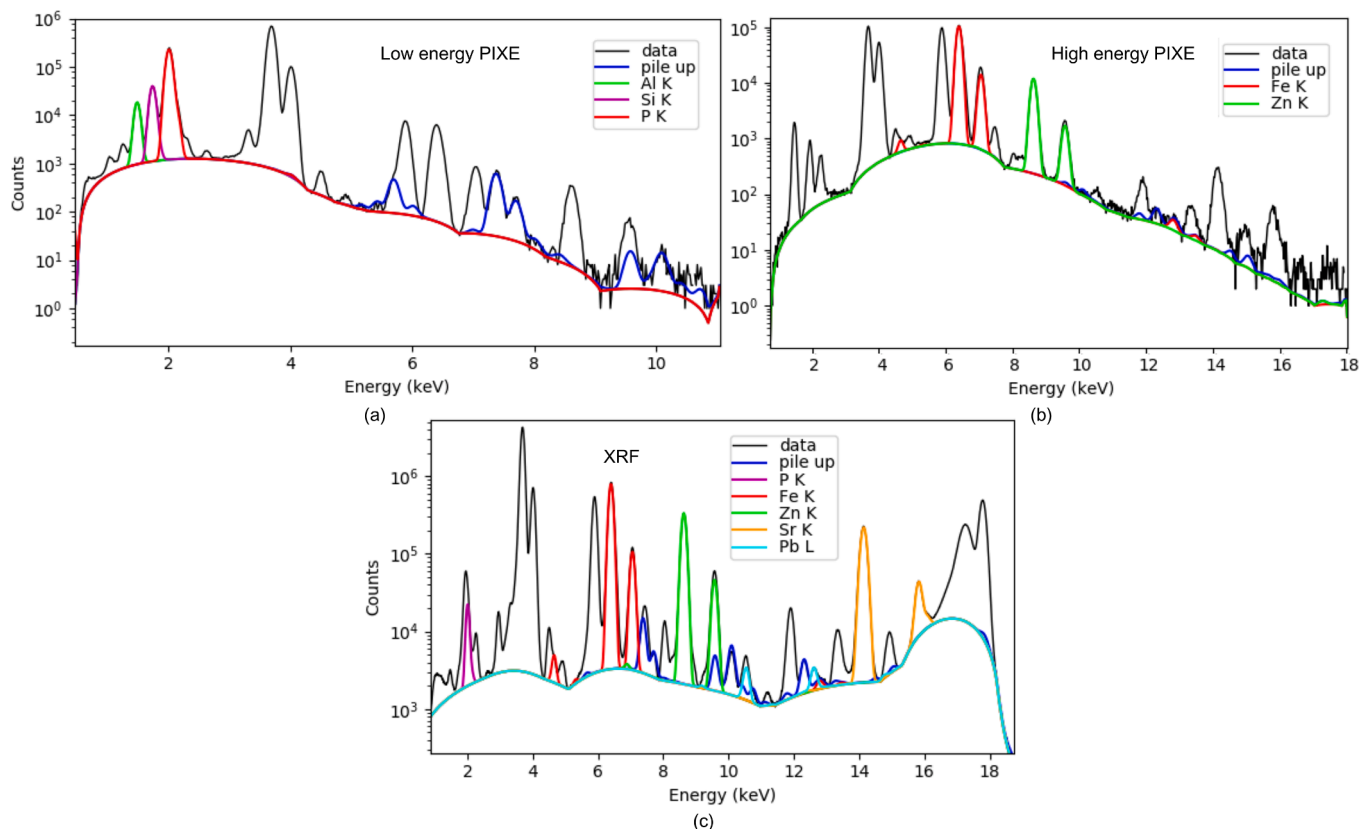 Low energy PIXE
data
pile up
Al K
Si K
P K
10⁶
10⁵
10⁴
10³
10²
10¹
10⁰
Counts
2
4
6
8
10
Energy (keV)
(a)
High energy PIXE
data
pile up
Fe K
Zn K
10⁵
10⁴
10³
10²
10¹
10⁰
2
4
6
8
10
12
14
16
18
Energy (keV)
(b)
XRF
data
pile up
P K
Fe K
Zn K
Sr K
Pb L
10⁶
10⁵
10⁴
10³
Counts
2
4
6
8
10
12
14
16
18
Energy (keV)
(c)